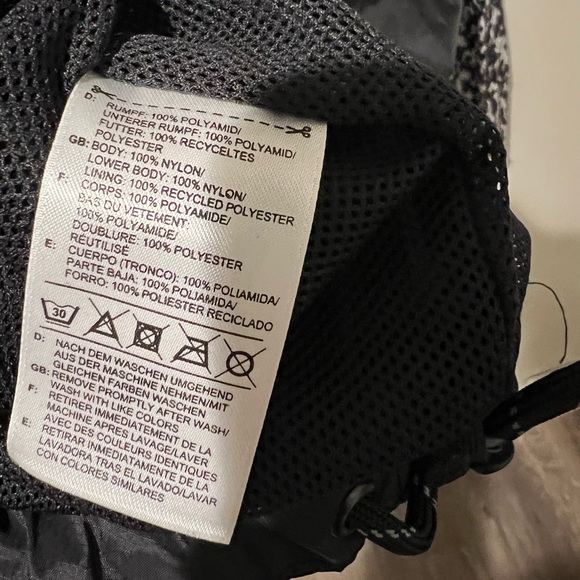 D: RUMPF: 100% POLYAMID/
UNTERER RUMPF: 100% POLYAMID/
FUTTER: 100% RECYCELTES
POLYESTER
GB: BODY: 100% NYLON/
LOWER BODY: 100% NYLON/
LINING: 100% RECYCLED POLYESTER
F: CORPS: 100% POLYAMIDE/
BAS DU VETEMENT:
100% POLYAMIDE/
DOUBLURE: 100% POLYESTER
RÉUTILISÉ
E: CUERPO (TRONCO): 100% POLIAMIDA/
PARTE BAJA: 100% POLIAMIDA/
FORRO: 100% POLIESTER RECICLADO
30
D: NACH DEM WASCHEN UMGEHEND
AUS DER MASCHINE NEHMEN/MIT
GLEICHEN FARBEN WASCHEN
GB: REMOVE PROMPTLY AFTER WASH/
WASH WITH LIKE COLORS
F: RETIRER IMMEDIATEMENT DE LA
MACHINE APRÈS LAVAGE/LAVER
AVEC DES COULEURS IDENTIQUES
E: RETIRAR INMEDIATAMENTE DE LA
LAVADORA TRAS EL LAVADO/LAVAR
CON COLORES SIMILARES